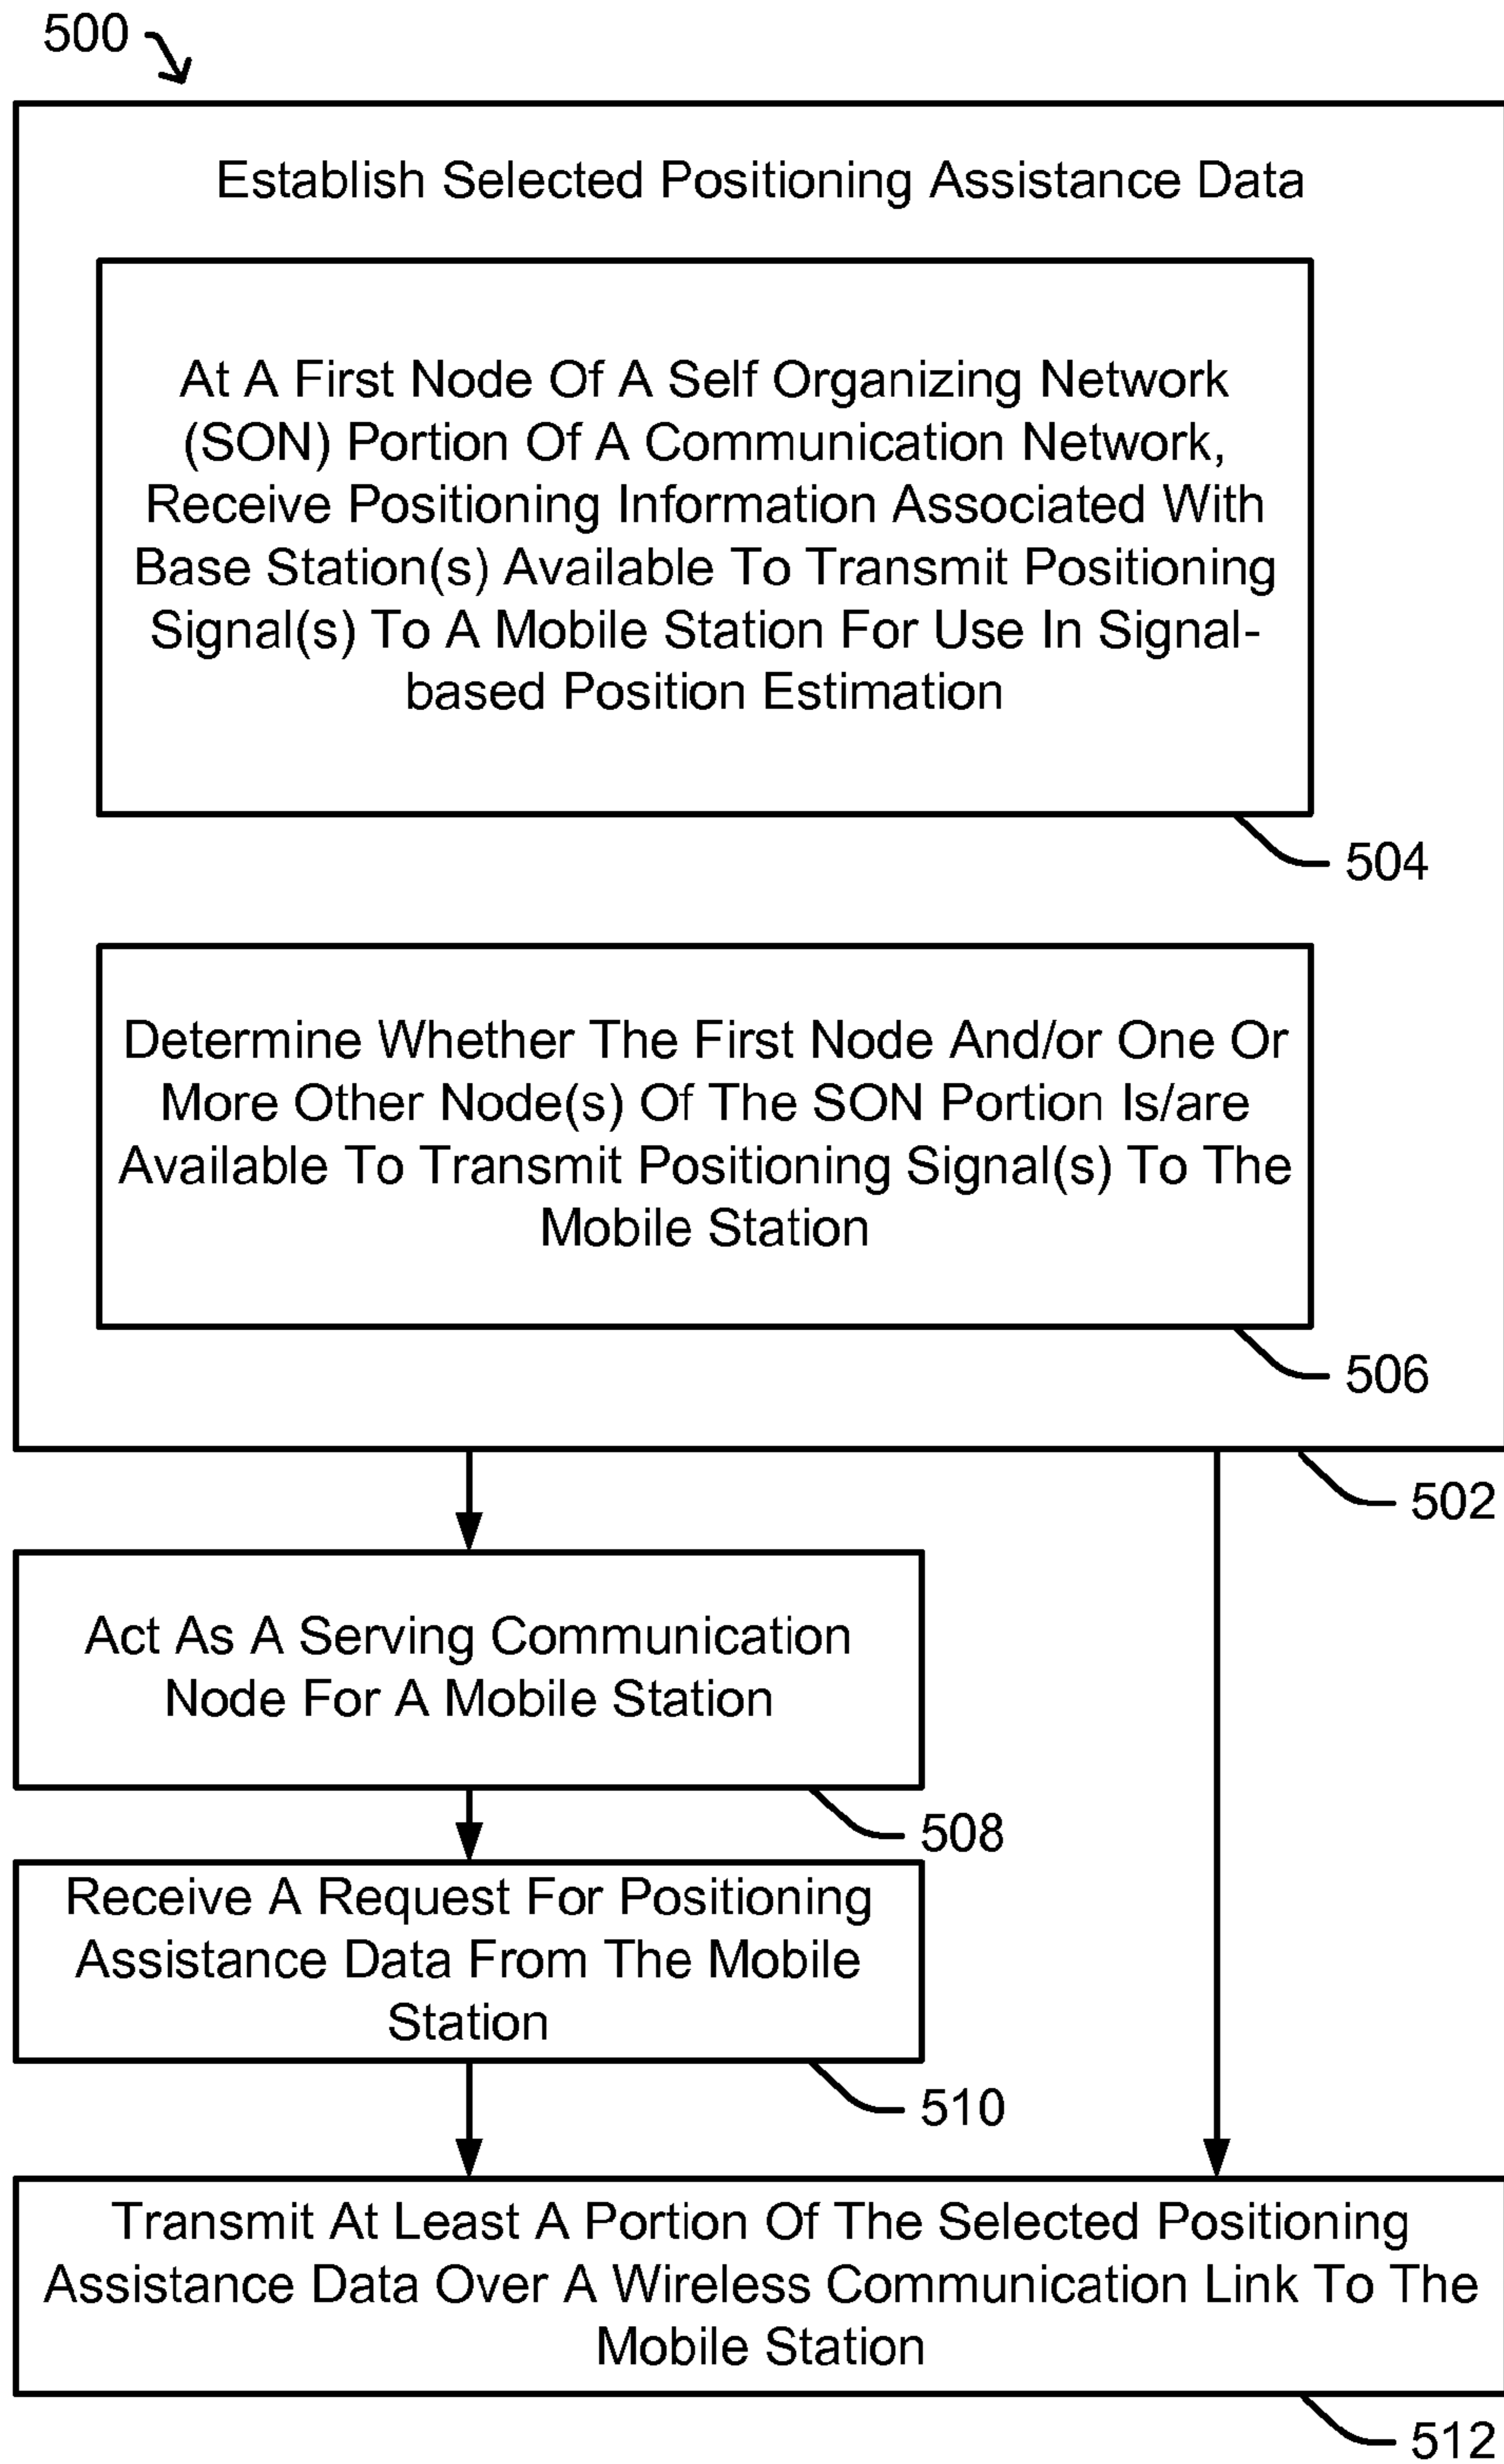 500
Establish Selected Positioning Assistance Data
At A First Node Of A Self Organizing Network
(SON) Portion Of A Communication Network,
Receive Positioning Information Associated With
Base Station(s) Available To Transmit Positioning
Signal(s) To A Mobile Station For Use In Signal-
based Position Estimation
504
Determine Whether The First Node And/or One Or
More Other Node(s) Of The SON Portion Is/are
Available To Transmit Positioning Signal(s) To The
Mobile Station
506
502
Act As A Serving Communication
Node For A Mobile Station
508
Receive A Request For Positioning
Assistance Data From The Mobile
Station
510
Transmit At Least A Portion Of The Selected Positioning
Assistance Data Over A Wireless Communication Link To The
Mobile Station
512